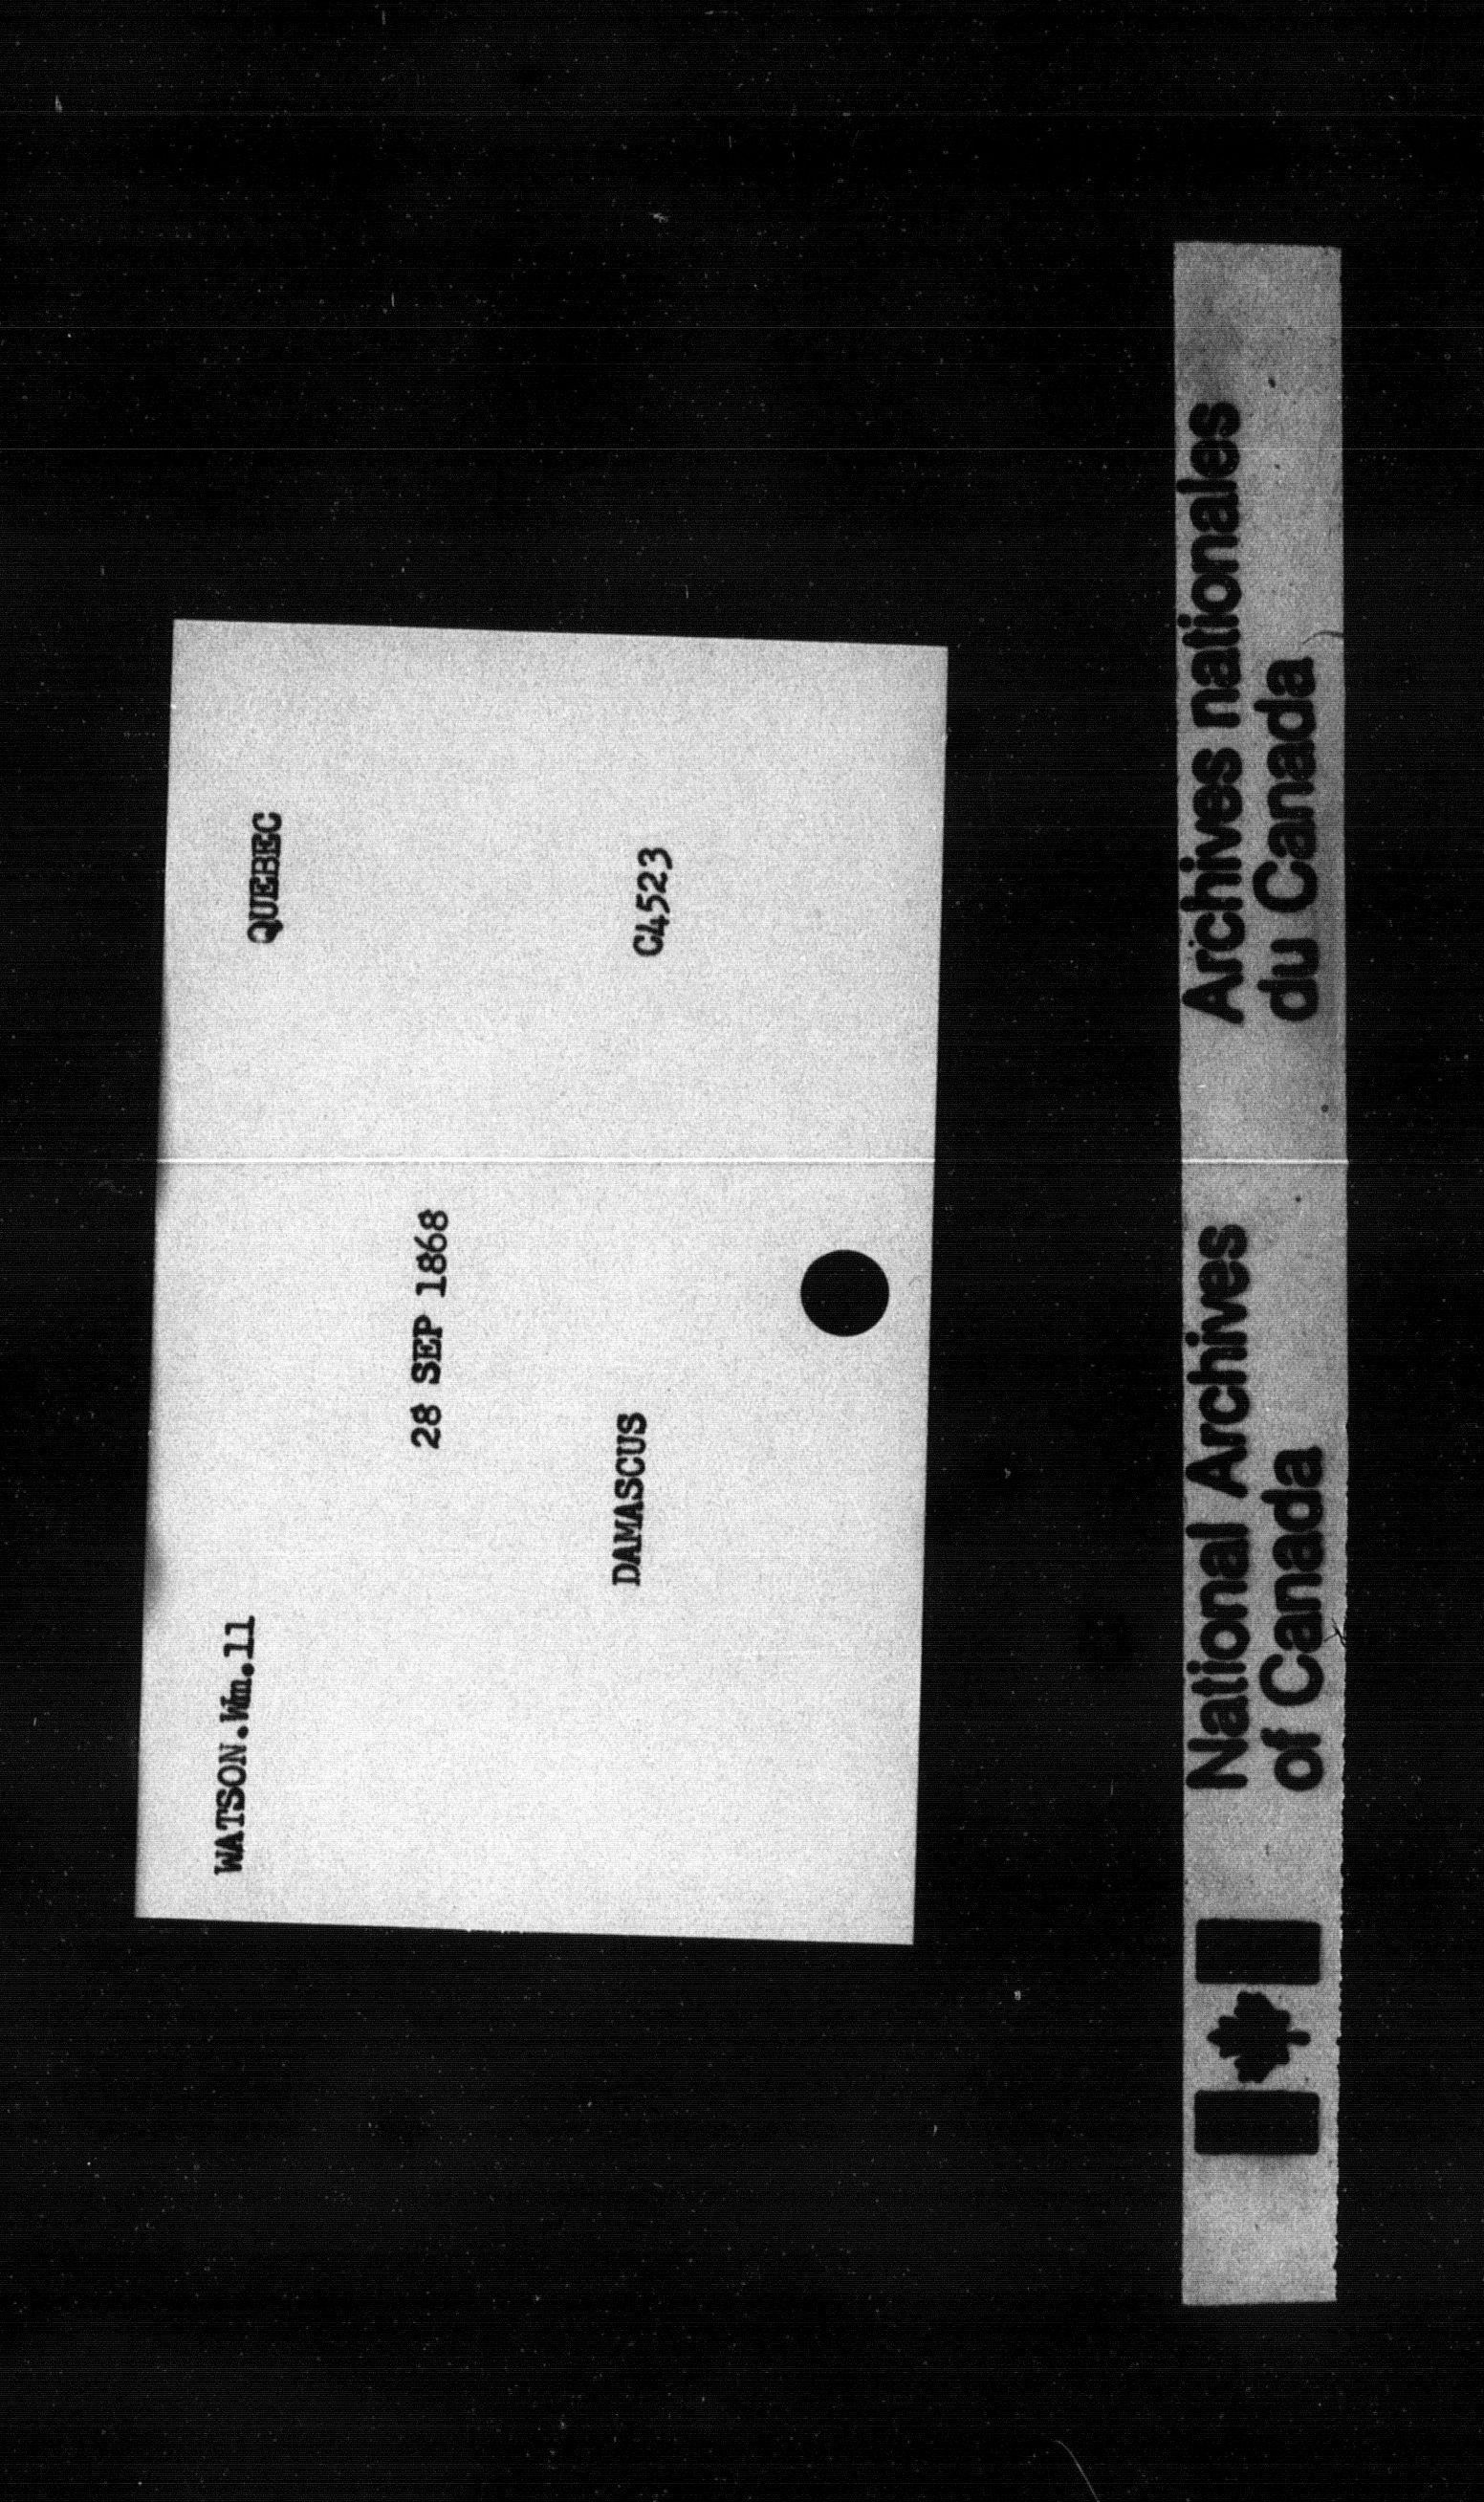 WATSON.Wm.11 QUEBEC
28 SEP 1868
DAMASCUS C4523
National Archives
of Canada
Archives nationales
du Canada